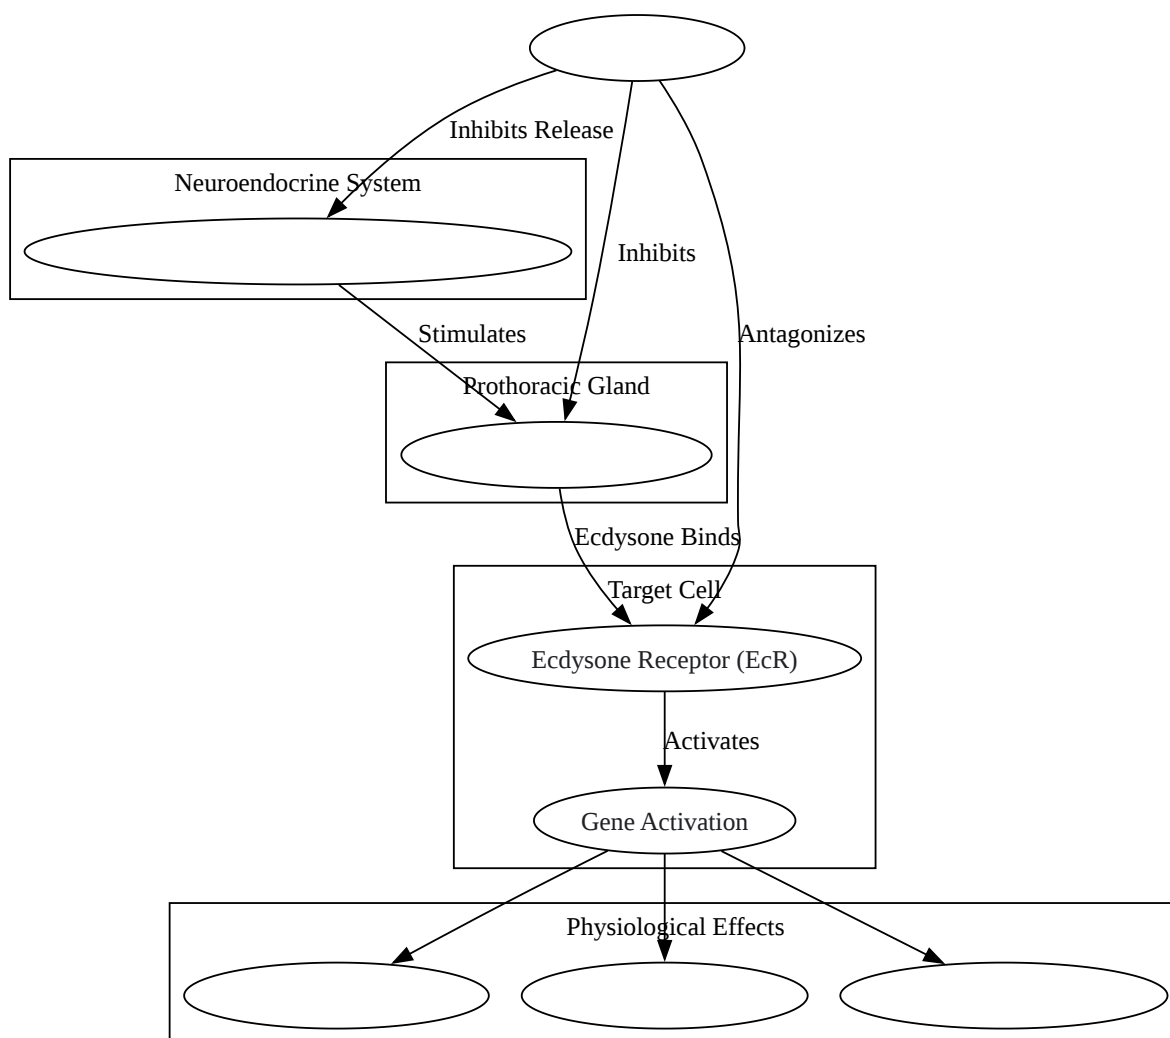 Inhibits Release
Neuroendocrine System
Inhibits
Stimulates
Antagonizes
Prothoracic Gland
Ecdysone Binds
Target Cell
Ecdysone Receptor (EcR)
Activates
Gene Activation
Physiological Effects